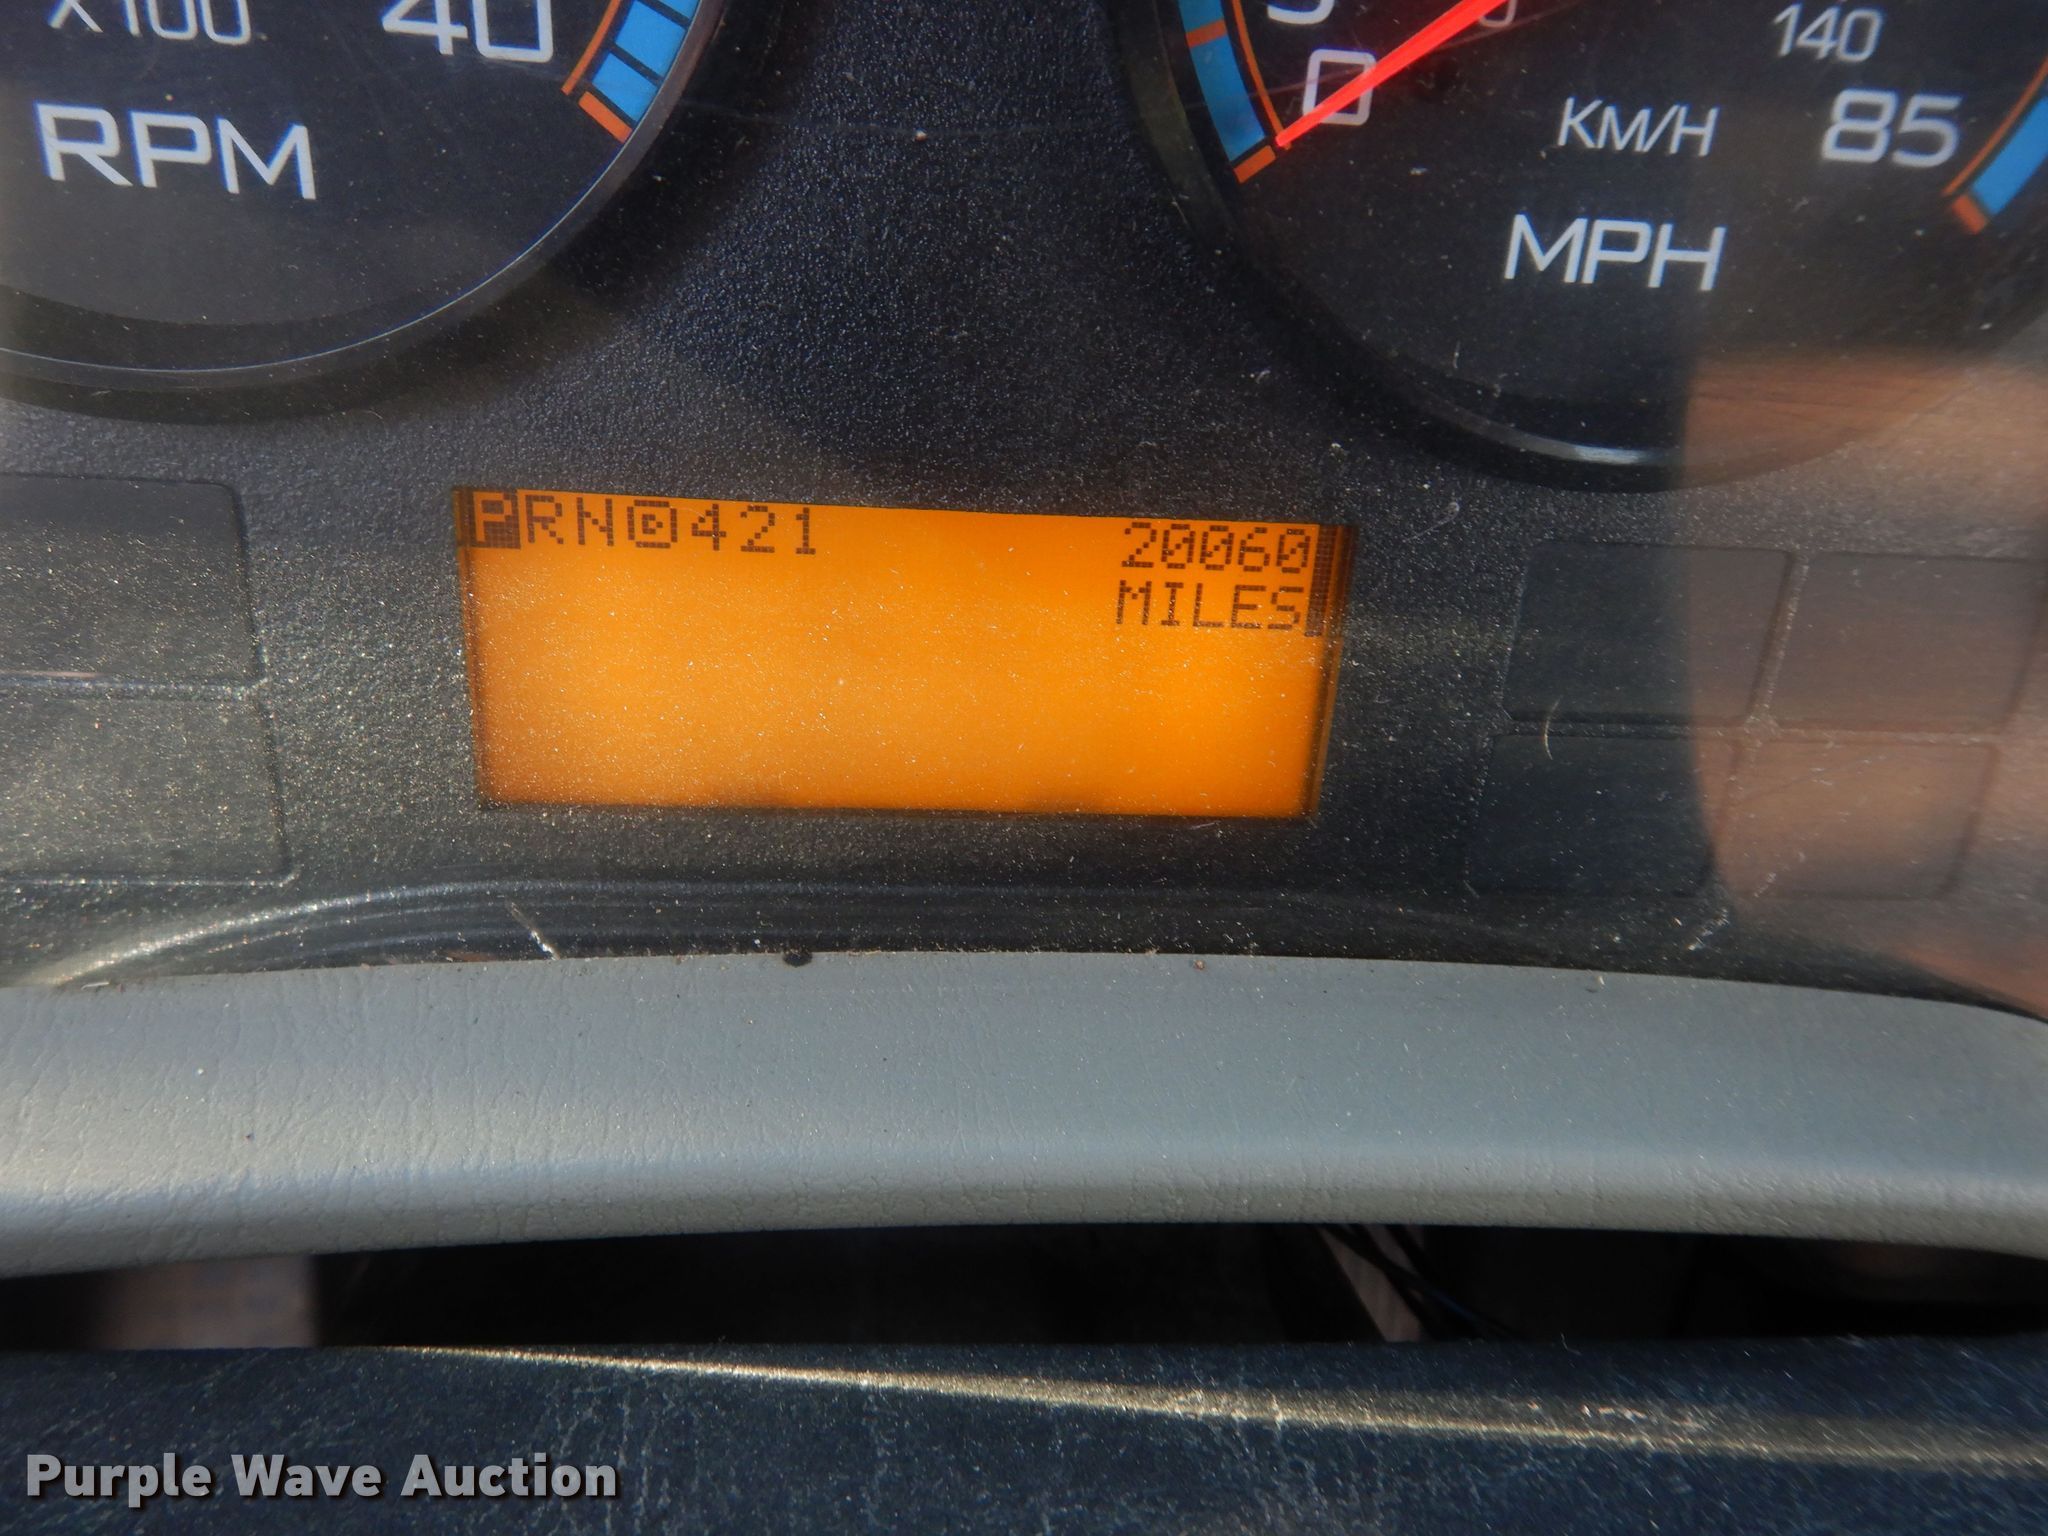 X100
40
RPM
0
140
KM/H
85
MPH
PRND421
20060
MILES
Purple Wave Auction